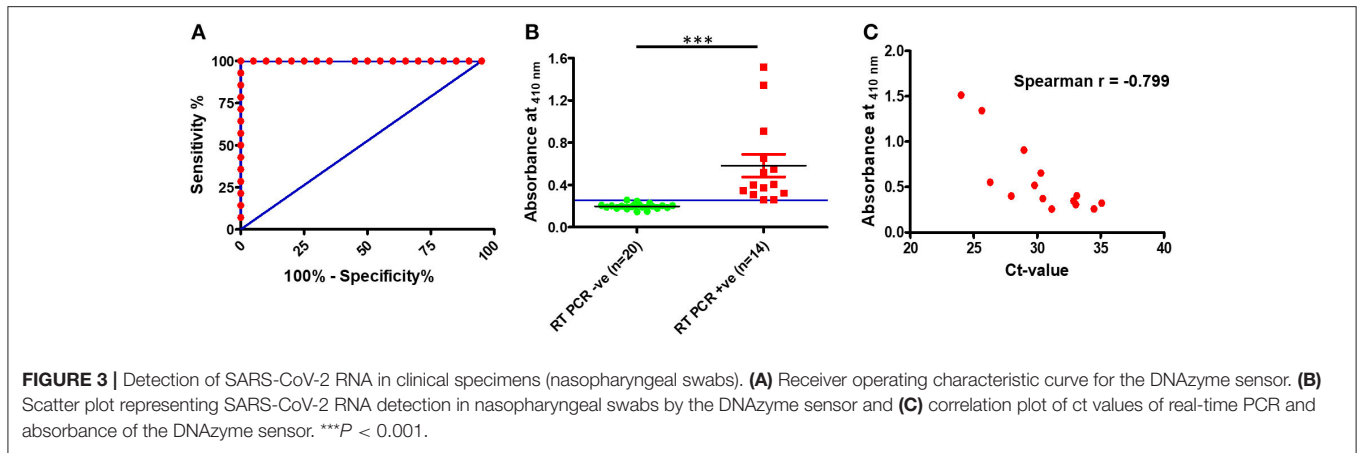 A
Sensitivity %
100
75
50
25
0
0
25
50
75
100
100% - Specificity%
B
***
Absorbance at 410 nm
1.6
1.2
0.8
0.4
0.0
RT PCR -ve (n=20)
RT PCR +ve (n=14)
C
Spearman r = -0.799
Absorbance at 410 nm
2.0
1.5
1.0
0.5
0.0
20
25
30
35
40
Ct-value
FIGURE 3 | Detection of SARS-CoV-2 RNA in clinical specimens (nasopharyngeal swabs). (A) Receiver operating characteristic curve for the DNAzyme sensor. (B)
Scatter plot representing SARS-CoV-2 RNA detection in nasopharyngeal swabs by the DNAzyme sensor and (C) correlation plot of ct values of real-time PCR and
absorbance of the DNAzyme sensor. ***P < 0.001.